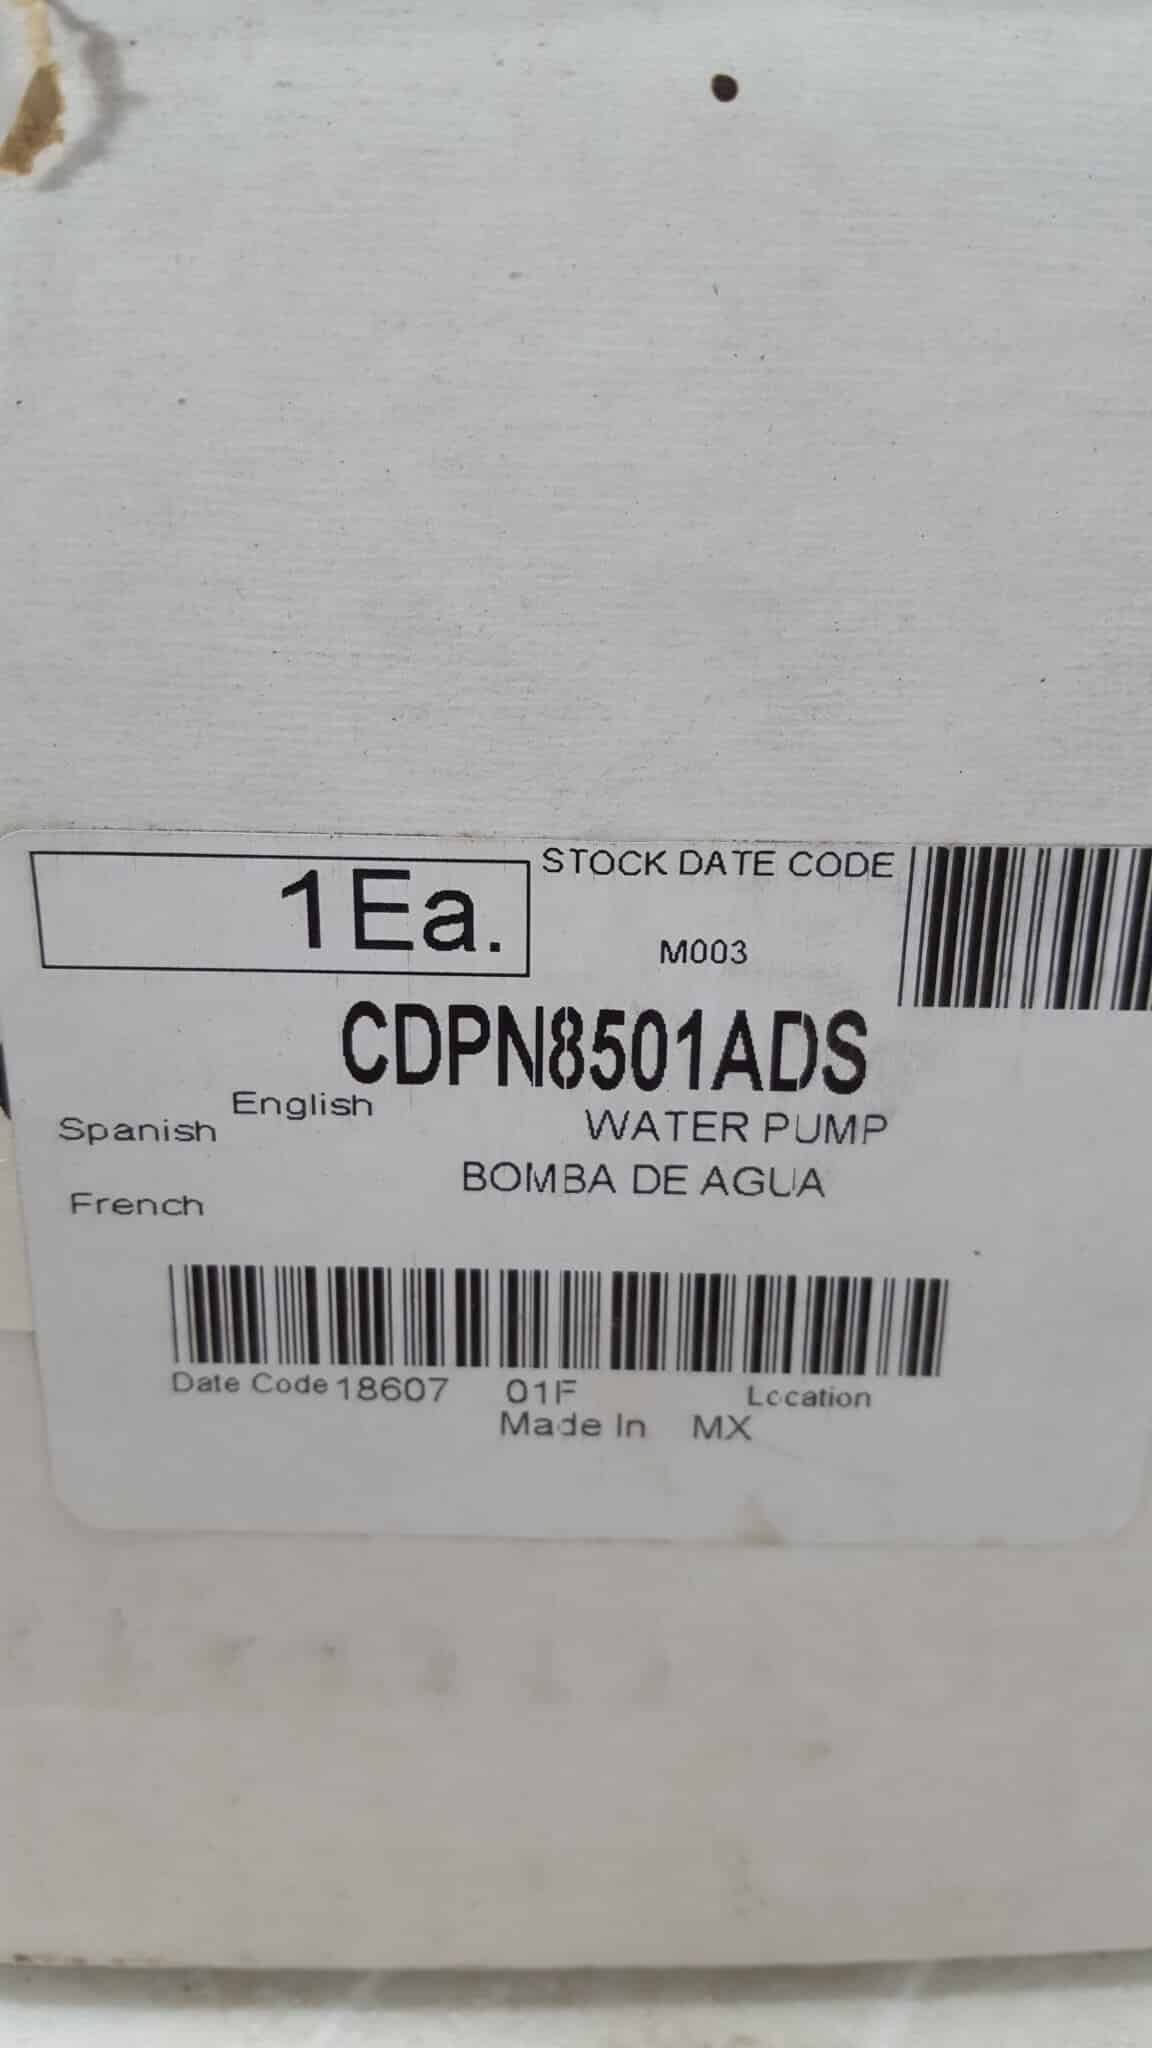 1Ea.
STOCK DATE CODE
M003
CDPN8501ADS
English
WATER PUMP
Spanish
BOMBA DE AGUA
French
Date Code 18607 01F Location
Made In MX